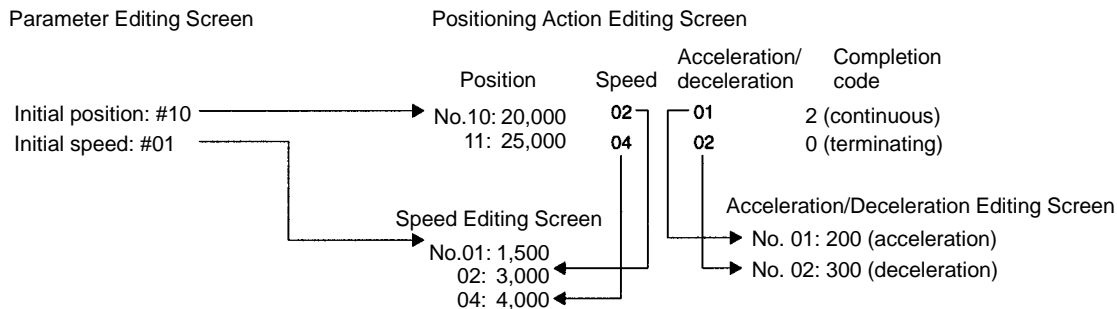 Parameter Editing Screen
Positioning Action Editing Screen
Position Speed Acceleration/ deceleration Completion code
Initial position: #10
No.10: 20,000 02 01 2 (continuous)
Initial speed: #01
11: 25,000 04 02 0 (terminating)
Speed Editing Screen
No.01: 1,500
02: 3,000
04: 4,000
Acceleration/Deceleration Editing Screen
No. 01: 200 (acceleration)
No. 02: 300 (deceleration)